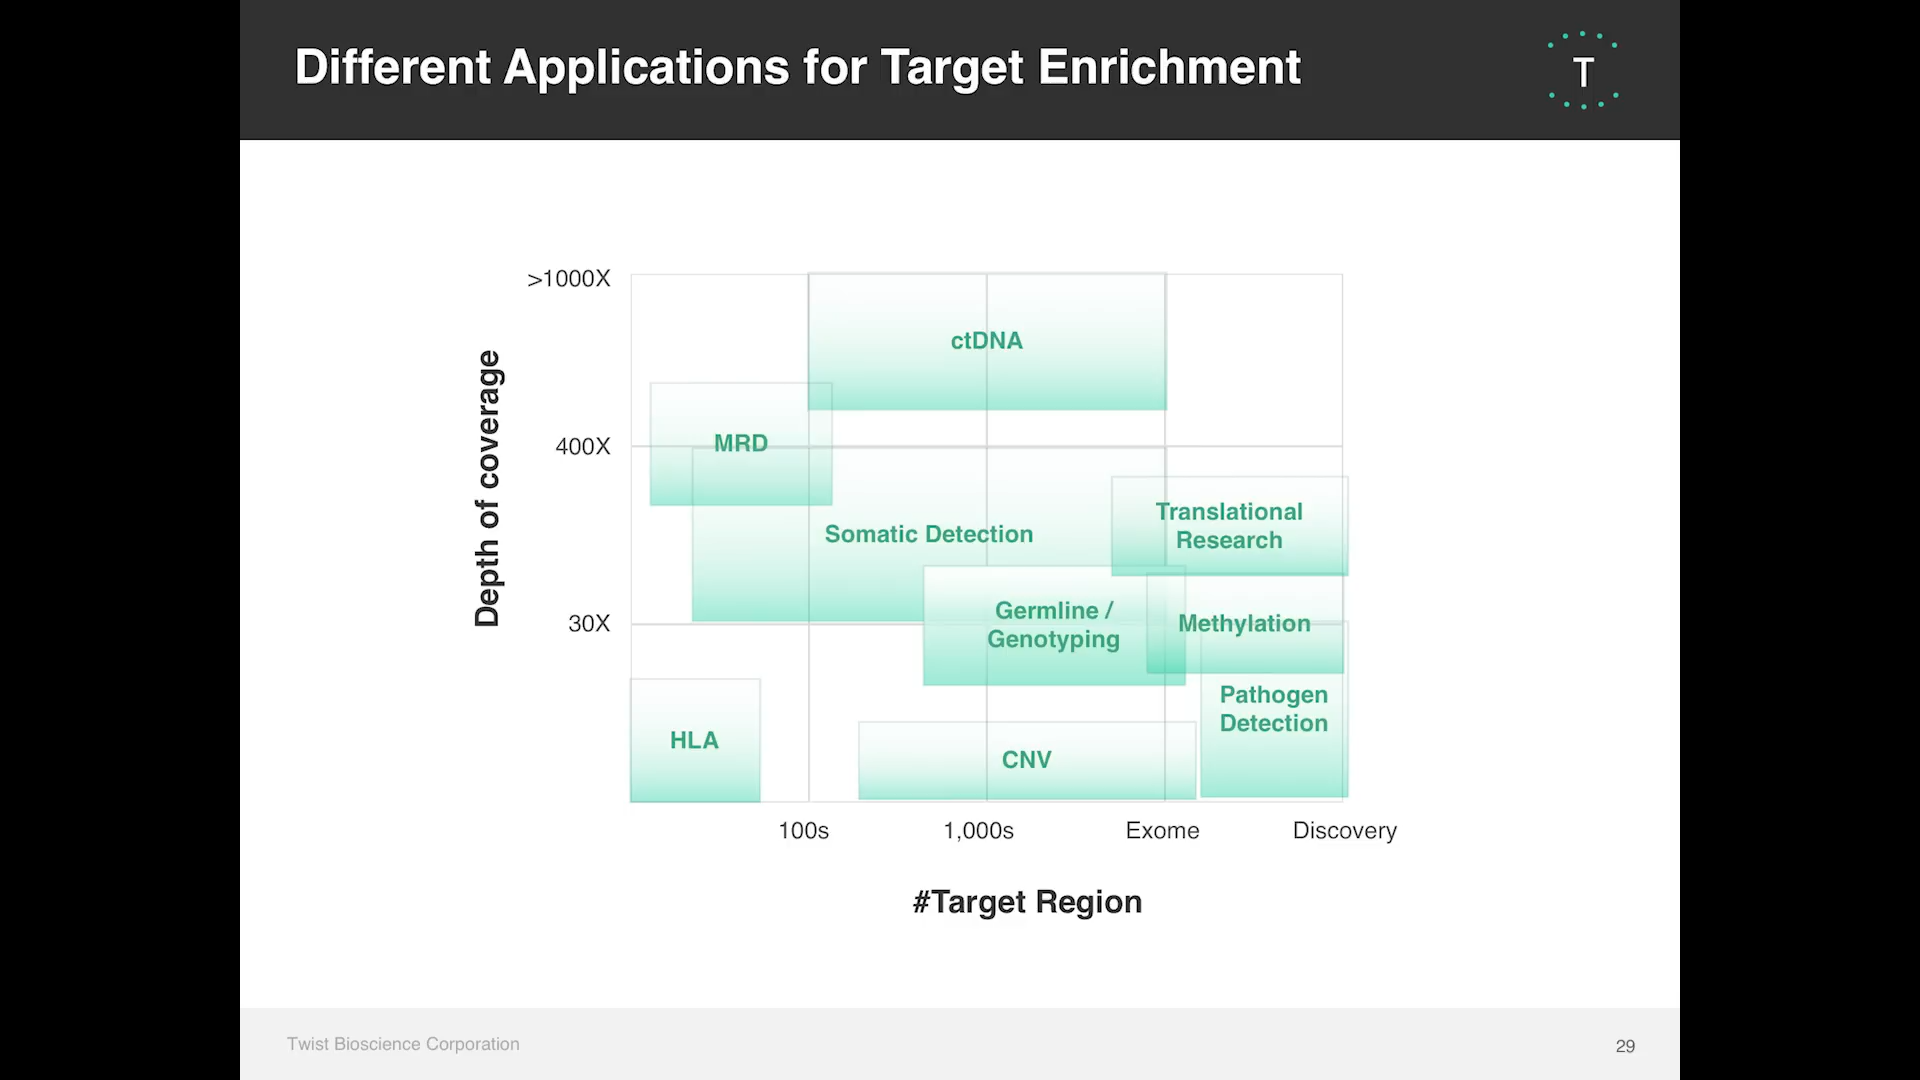 Different Applications for Target Enrichment
T
>1000X
400X
30X
Depth of coverage
ctDNA
MRD
Somatic Detection
Translational
Research
Germline /
Genotyping
Methylation
Pathogen
Detection
HLA
CNV
100s
1,000s
Exome
Discovery
#Target Region
Twist Bioscience Corporation
29